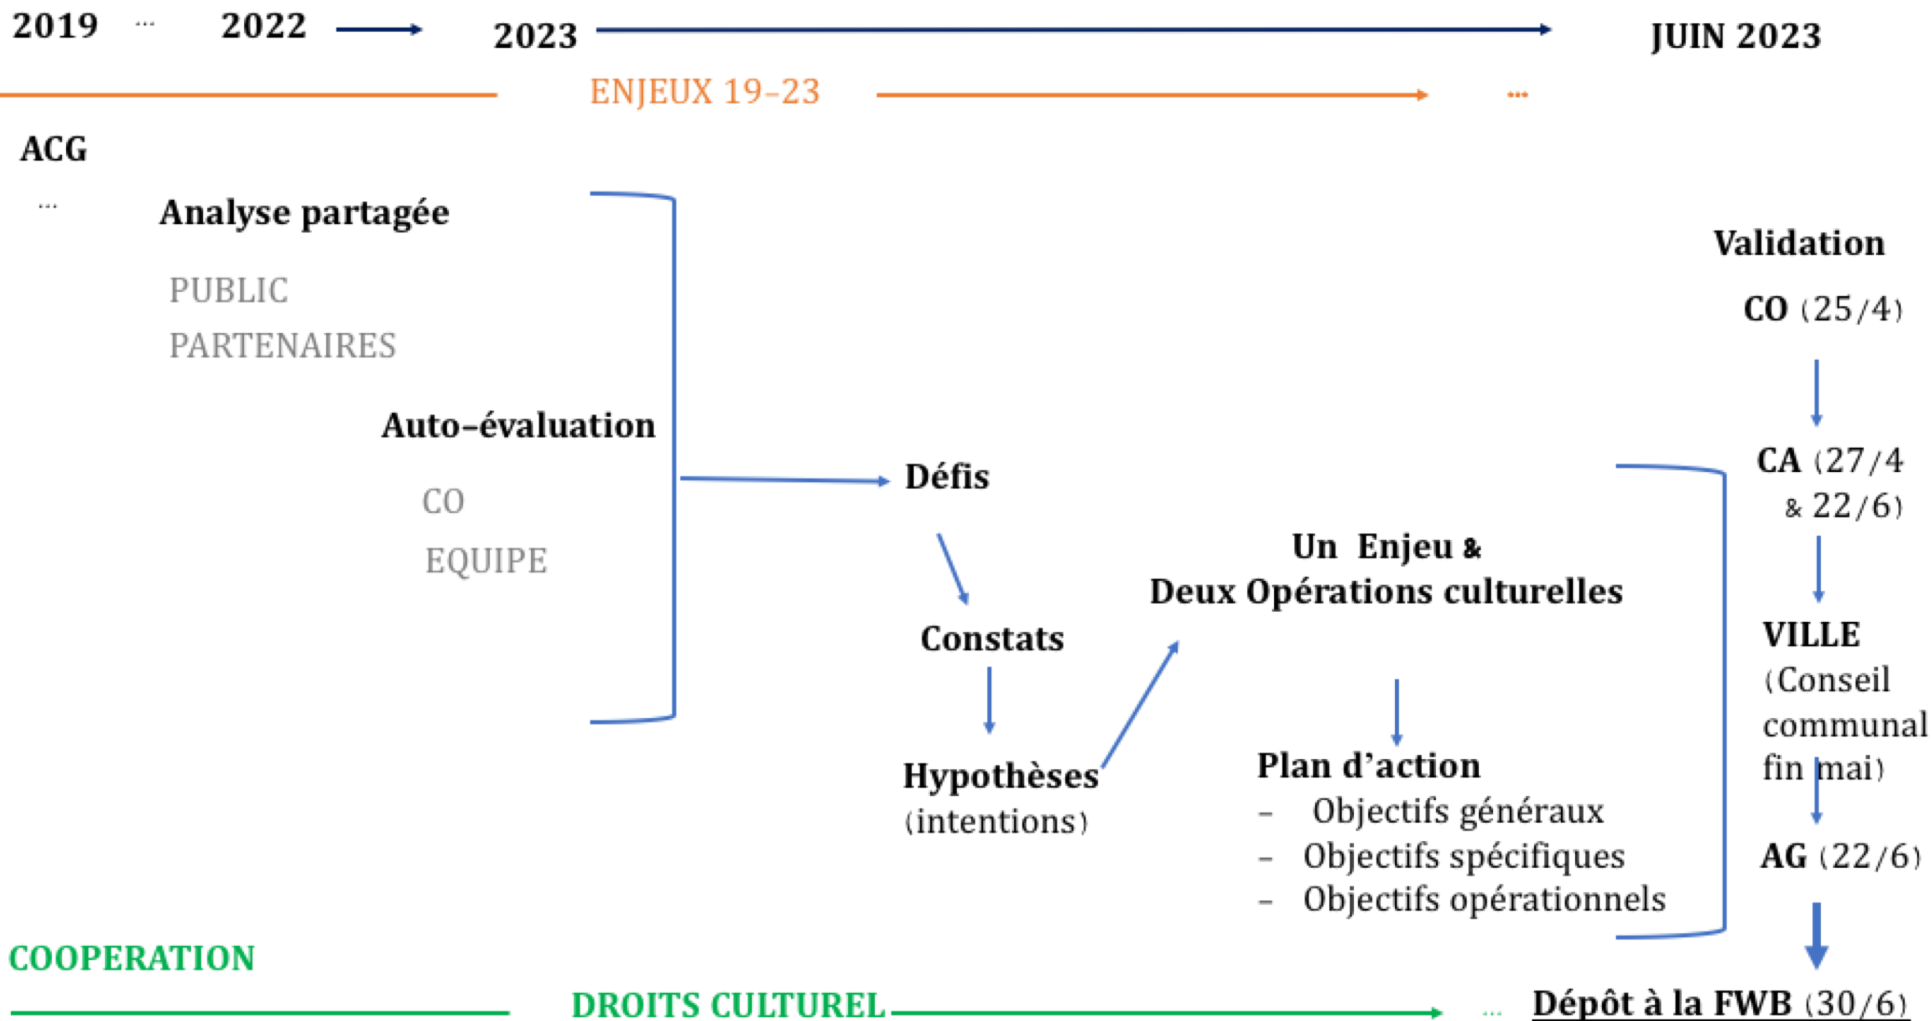 2019 ... 2022 2023 JUIN 2023
ENJEUX 19-23 ...
ACG
...
Analyse partagée
PUBLIC
PARTENAIRES
Auto-évaluation
CO
EQUIPE
Défis
Constats
Hypothèses
(intentions)
Un Enjeu &
Deux Opérations culturelles
Plan d'action
- Objectifs généraux
- Objectifs spécifiques
- Objectifs opérationnels
Validation
CO (25/4)
CA (27/4
& 22/6)
VILLE
(Conseil
communal
fin mai)
AG (22/6)
COOPERATION
DROITS CULTUREL ... Dépôt à la FWB (30/6)